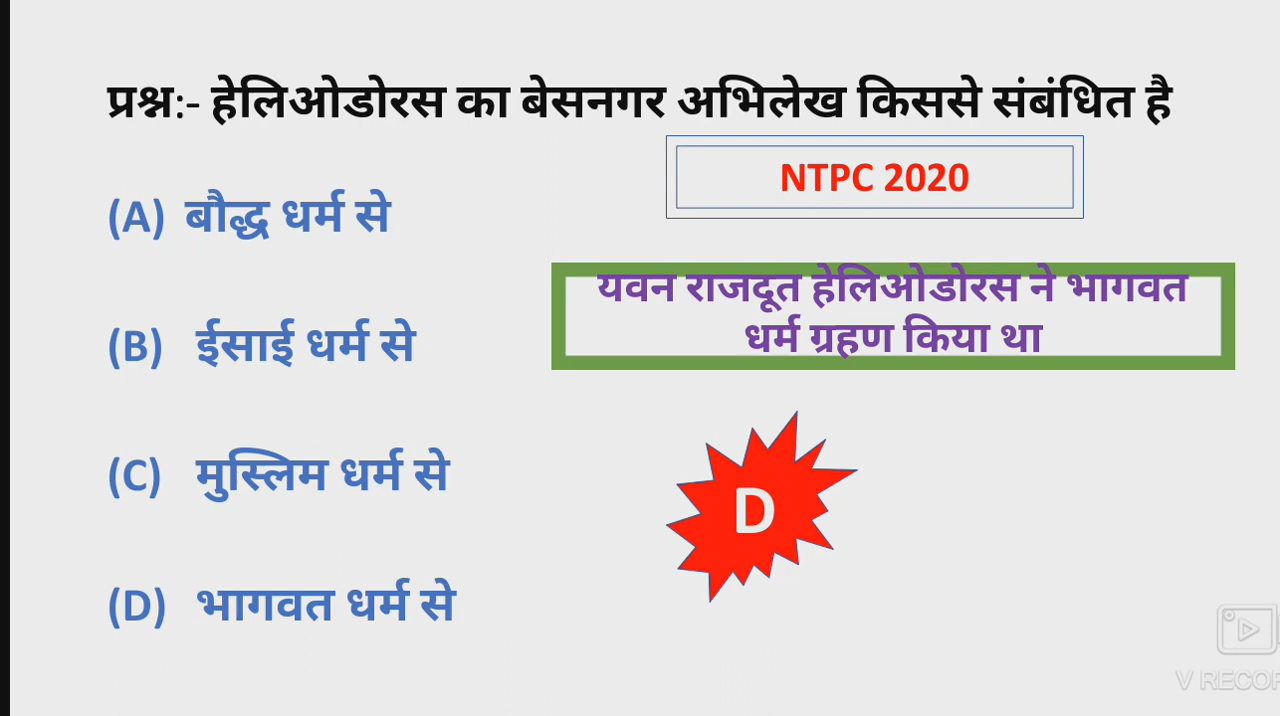 प्रश्न:- हेलिओडोरस का बेसनगर अभिलेख किससे संबंधित है
NTPC 2020
(A) बौद्ध धर्म से
यवन राजदूत हेलिओडोरस ने भागवत
धर्म ग्रहण किया था
(B) ईसाई धर्म से
(C) मुस्लिम धर्म से
D
(D) भागवत धर्म से
V RECOR